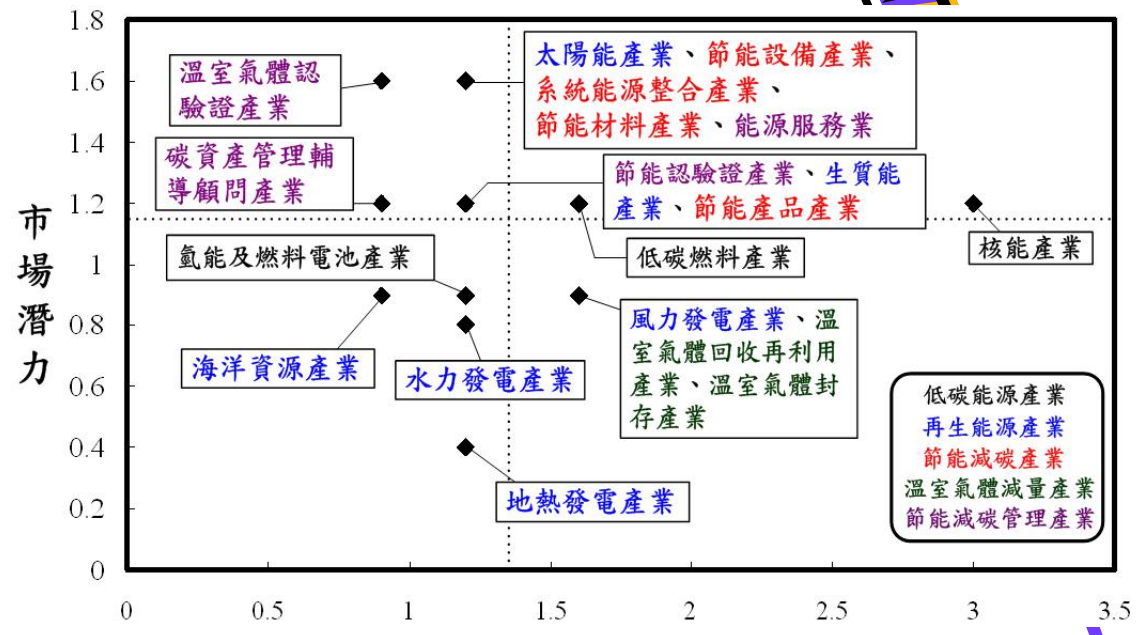 1.8
1.6
1.4
1.2
1
0.8
0.6
0.4
0.2
0
市場潛力
溫室氣體認
驗證產業
太陽能產業、節能設備產業、
系統能源整合產業、
節能材料產業、能源服務業
碳資產管理輔
導顧問產業
節能認驗證產業、生質能
產業、節能產品產業
氫能及燃料電池產業
低碳燃料產業
核能產業
海洋資源產業
水力發電產業
風力發電產業、溫
室氣體回收再利用
產業、溫室氣體封
存產業
地熱發電產業
低碳能源產業
再生能源產業
節能減碳產業
溫室氣體減量產業
節能減碳管理產業
0
0.5
1
1.5
2
2.5
3
3.5